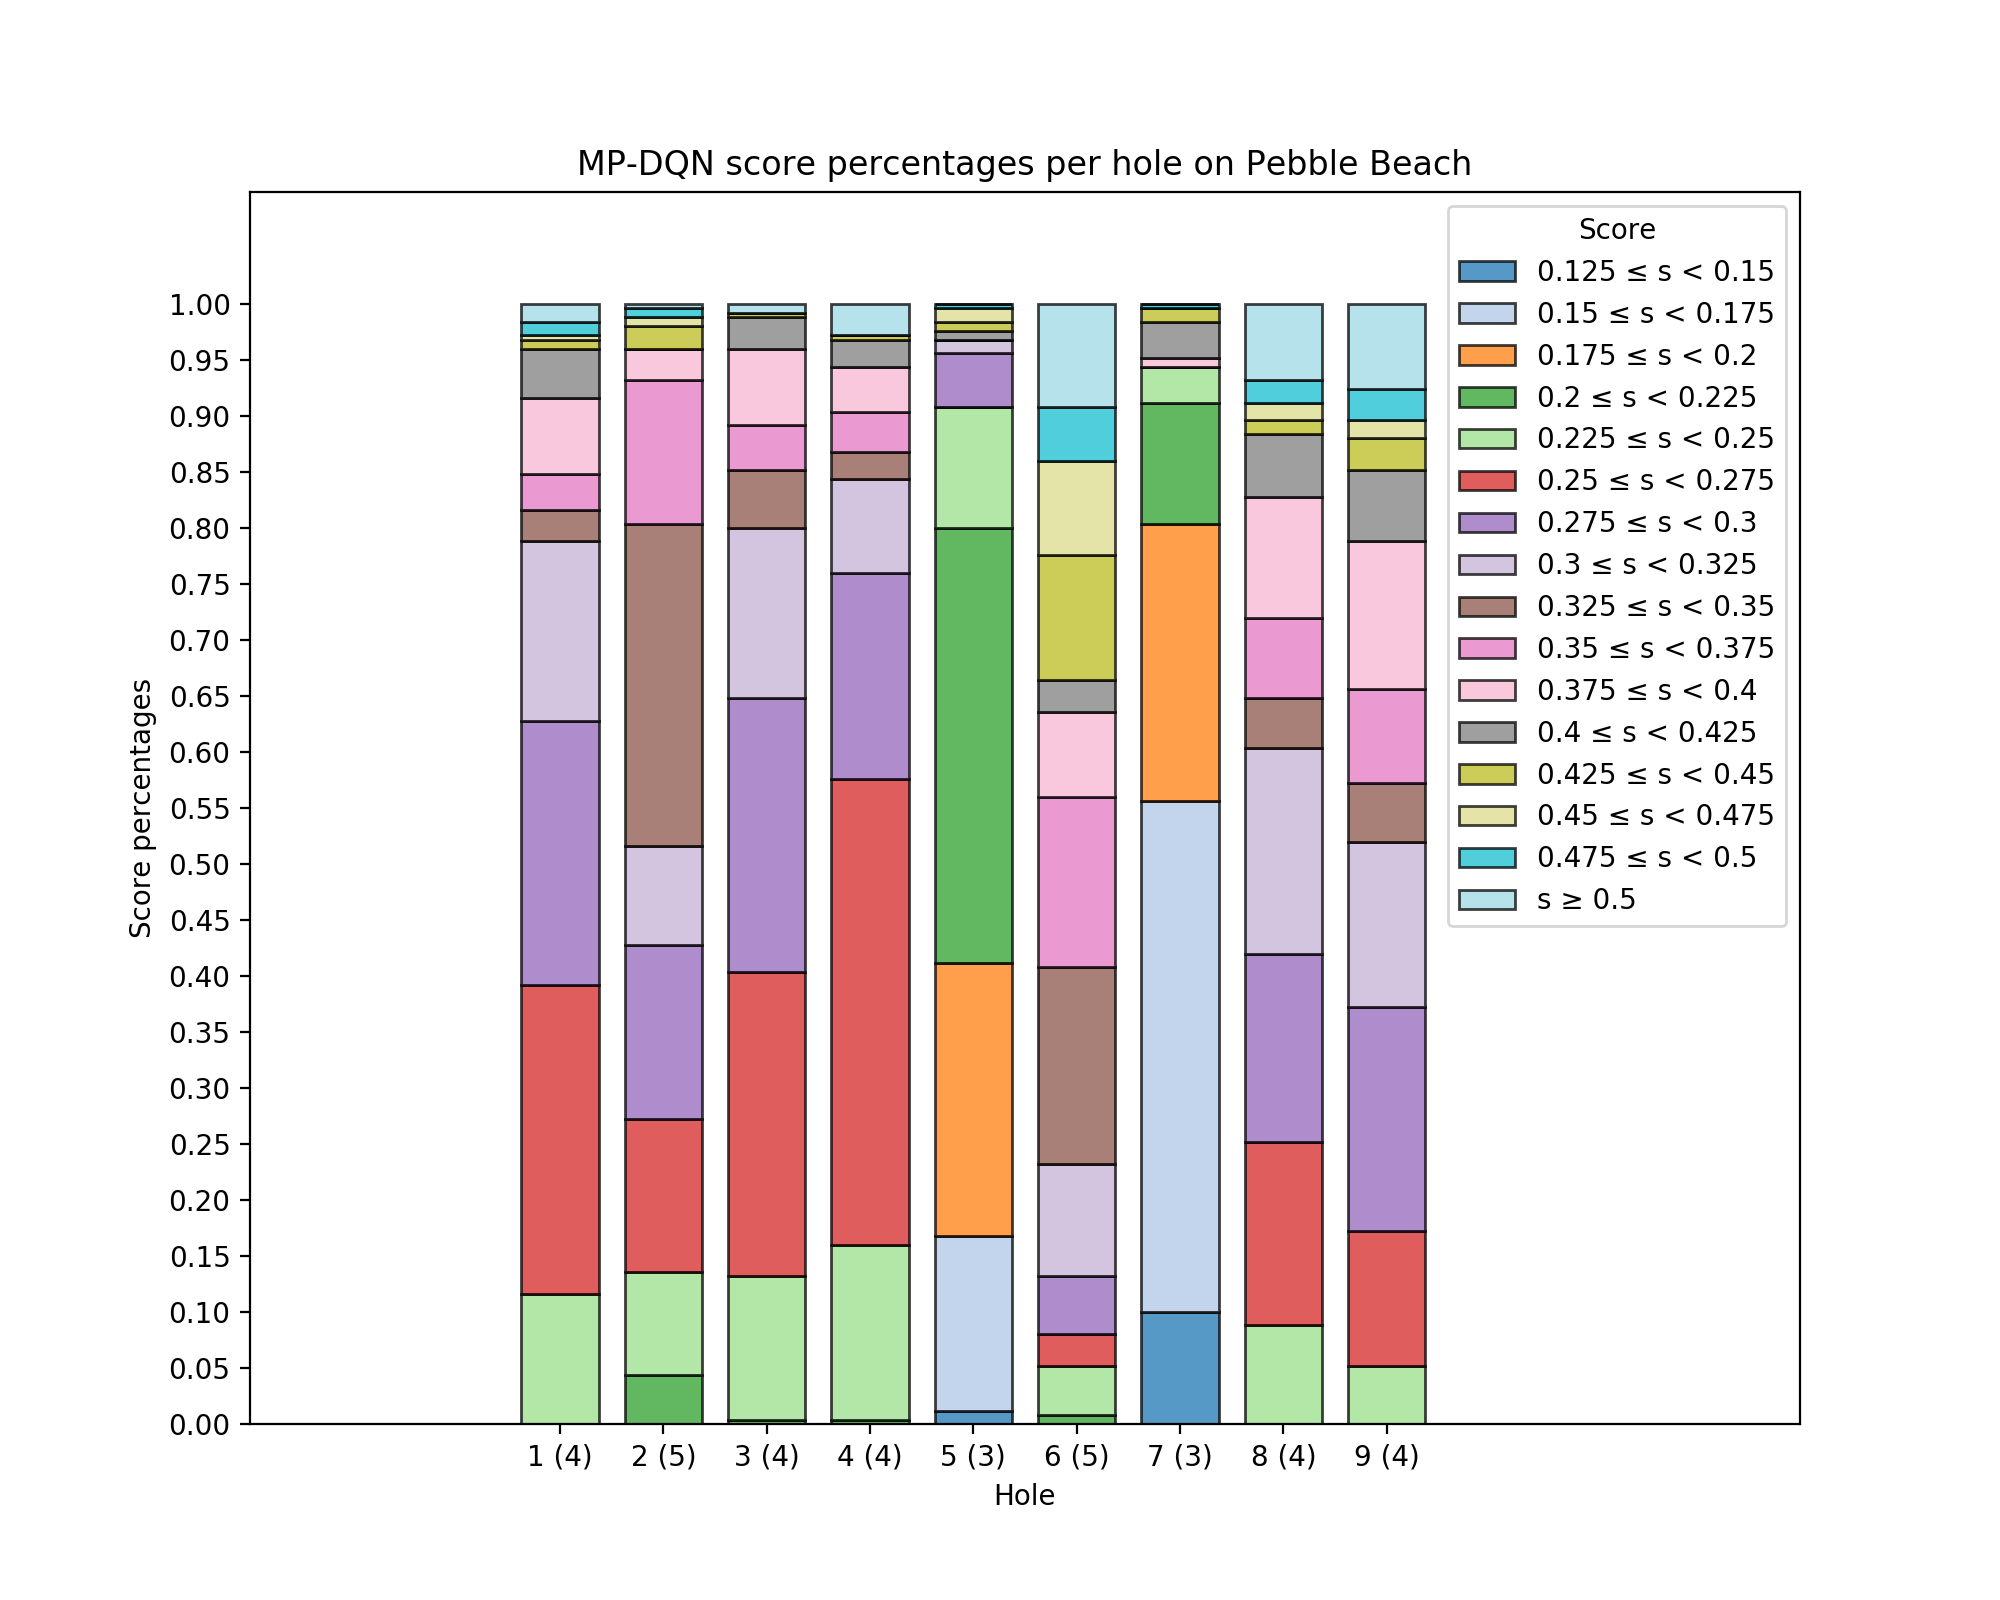 MP-DQN score percentages per hole on Pebble Beach
Score
0.125 ≤ s < 0.15
0.15 ≤ s < 0.175
0.175 ≤ s < 0.2
0.2 ≤ s < 0.225
0.225 ≤ s < 0.25
0.25 ≤ s < 0.275
0.275 ≤ s < 0.3
0.3 ≤ s < 0.325
0.325 ≤ s < 0.35
0.35 ≤ s < 0.375
0.375 ≤ s < 0.4
0.4 ≤ s < 0.425
0.425 ≤ s < 0.45
0.45 ≤ s < 0.475
0.475 ≤ s < 0.5
s ≥ 0.5
1.00
0.95
0.90
0.85
0.80
0.75
0.70
0.65
0.60
0.55
0.50
0.45
0.40
0.35
0.30
0.25
0.20
0.15
0.10
0.05
0.00
Score percentages
1 (4) 2 (5) 3 (4) 4 (4) 5 (3) 6 (5) 7 (3) 8 (4) 9 (4)
Hole